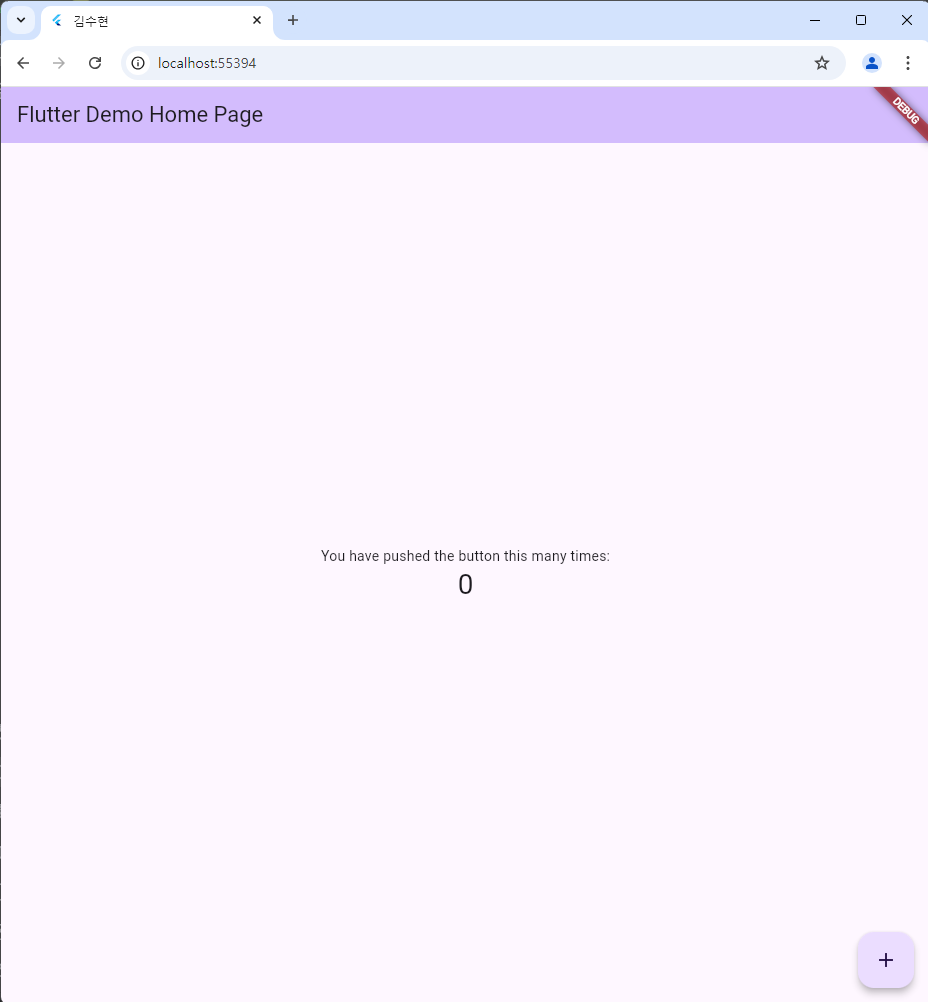 김수현
localhost:55394
Flutter Demo Home Page
DEBUG
You have pushed the button this many times:
0